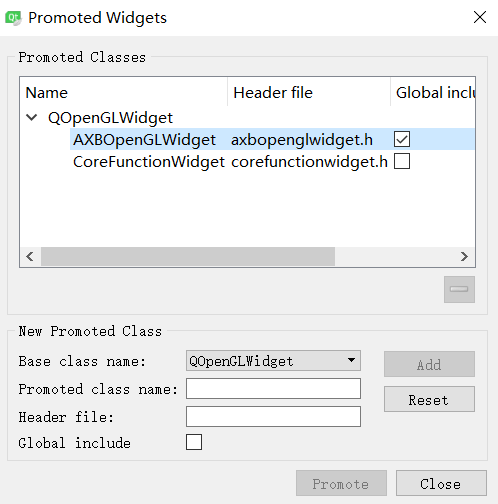 Promoted Widgets
Promoted Classes
Name Header file Global inclu
QOpenGLWidget
AXBOpenGLWidget axbopenglwidget.h
CoreFunctionWidget corefunctionwidget.h
New Promoted Class
Base class name: QOpenGLWidget Add
Promoted class name: Reset
Header file:
Global include
Promote Close